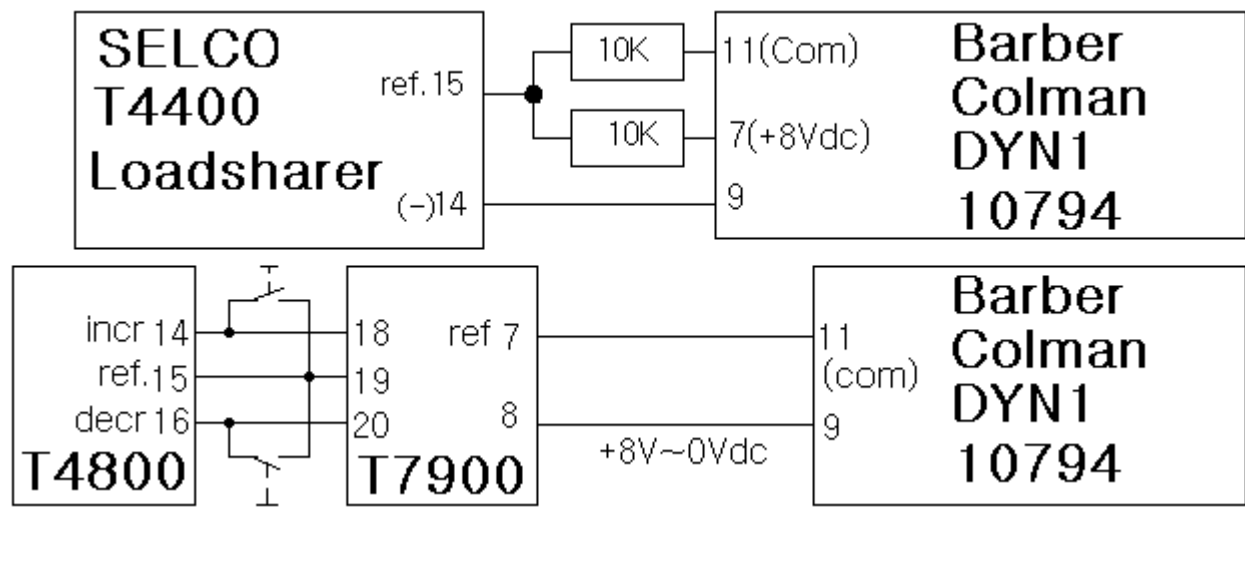 SELCO
T4400
Loadsharer
ref. 15
(-)14
10K
10K
11(Com)
7(+8Vdc)
9
Barber
Colman
DYN1
10794
incr 14
ref. 15
decr 16
T4800
18
19
20
ref 7
8
T7900
+8V~0Vdc
11
(com)
9
Barber
Colman
DYN1
10794